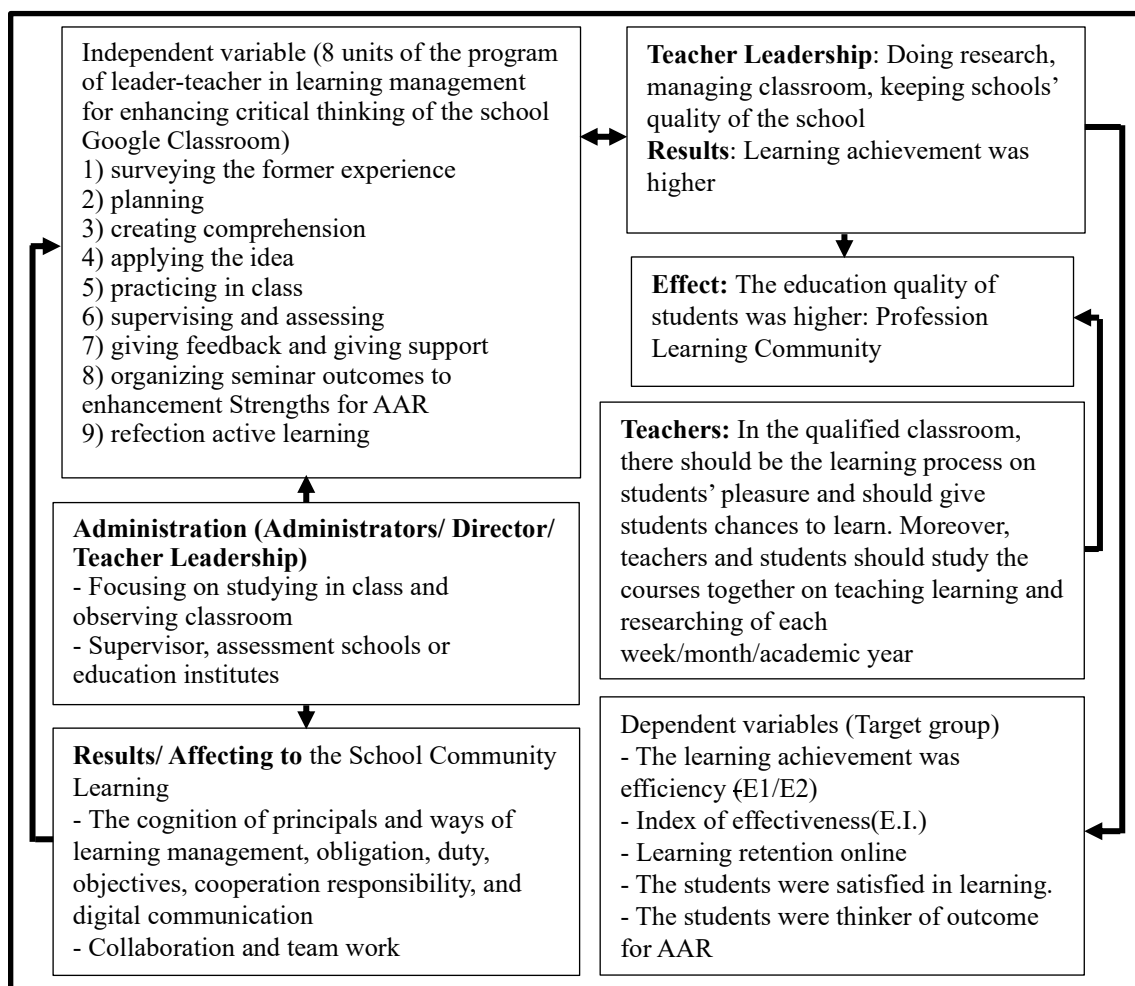 Independent variable (8 units of the program
of leader-teacher in learning management
for enhancing critical thinking of the school
Google Classroom)
1) surveying the former experience
2) planning
3) creating comprehension
4) applying the idea
5) practicing in class
6) supervising and assessing
7) giving feedback and giving support
8) organizing seminar outcomes to
enhancement Strengths for AAR
9) refection active learning
Administration (Administrators/ Director/
Teacher Leadership)
- Focusing on studying in class and
observing classroom
- Supervisor, assessment schools or
education institutes
Results/ Affecting to the School Community
Learning
- The cognition of principals and ways of
learning management, obligation, duty,
objectives, cooperation responsibility, and
digital communication
- Collaboration and team work
Teacher Leadership: Doing research,
managing classroom, keeping schools’
quality of the school
Results: Learning achievement was
higher
Effect: The education quality of
students was higher: Profession
Learning Community
Teachers: In the qualified classroom,
there should be the learning process on
students’ pleasure and should give
students chances to learn. Moreover,
teachers and students should study the
courses together on teaching learning and
researching of each
week/month/academic year
Dependent variables (Target group)
- The learning achievement was
efficiency (E1/E2)
- Index of effectiveness(E.I.)
- Learning retention online
- The students were satisfied in learning.
- The students were thinker of outcome
for AAR